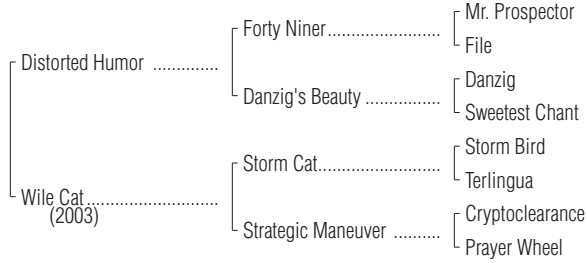 Mr. Prospector
Forty Niner......................
File
Distorted Humor ..............
Danzig
Danzig's Beauty ...............
Sweetest Chant
Storm Bird
Storm Cat........................
Terlingua
Wile Cat............................
(2003)
Cryptoclearance
Strategic Maneuver ..........
Prayer Wheel